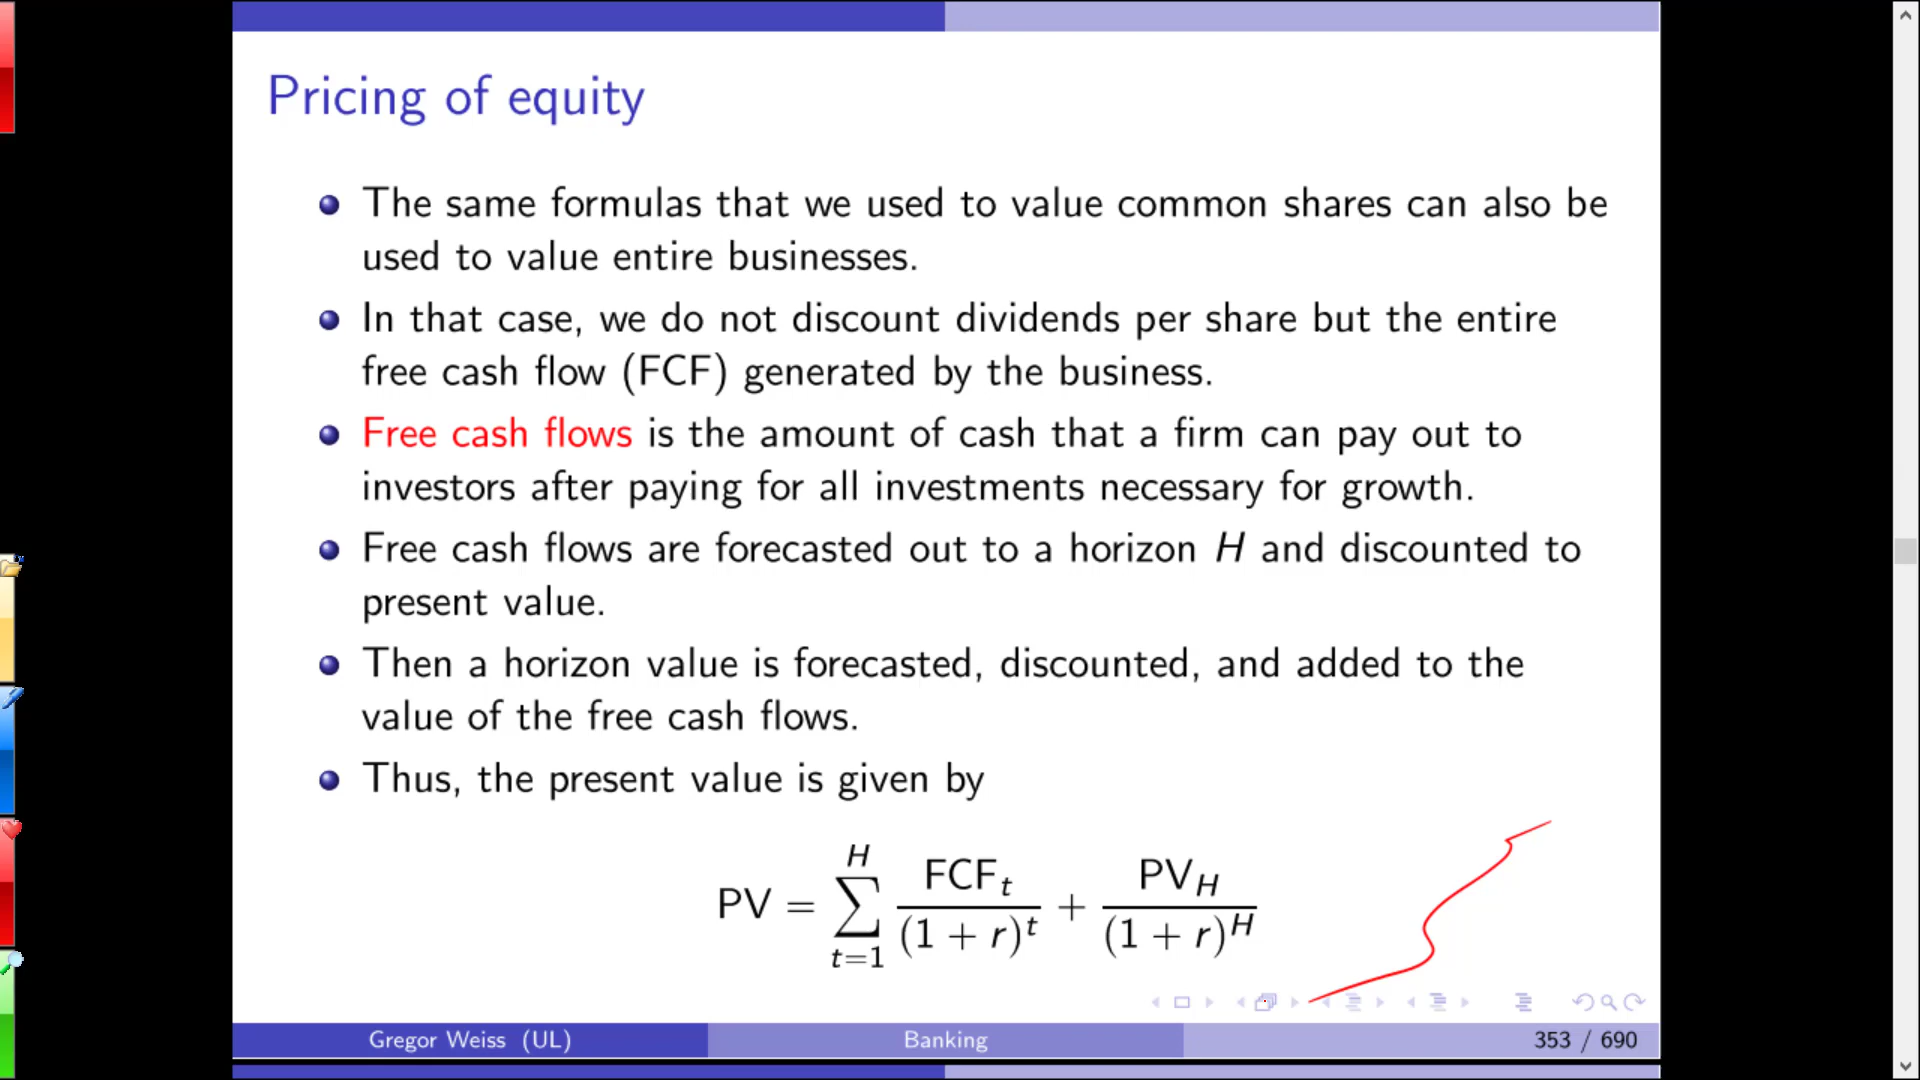 Pricing of equity
The same formulas that we used to value common shares can also be
used to value entire businesses.
In that case, we do not discount dividends per share but the entire
free cash flow (FCF) generated by the business.
Free cash flows is the amount of cash that a firm can pay out to
investors after paying for all investments necessary for growth.
Free cash flows are forecasted out to a horizon H and discounted to
present value.
Then a horizon value is forecasted, discounted, and added to the
value of the free cash flows.
Thus, the present value is given by
PV = ∑_{t=1}^{H} FCF_t / (1 + r)^t + PV_H / (1 + r)^H
Gregor Weiss (UL) Banking 353 / 690